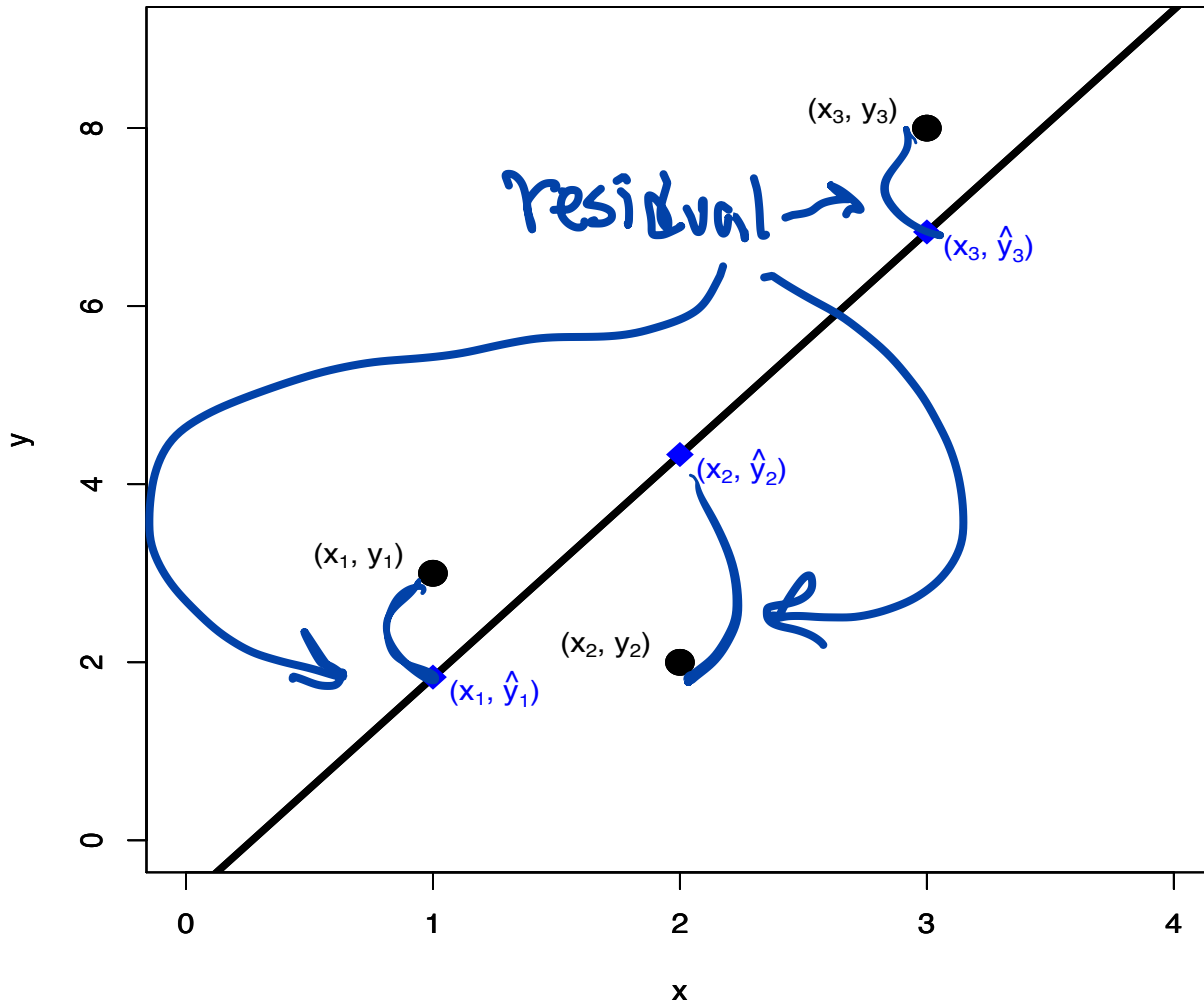 8
(x₃, y₃)
residual
(x₃, ŷ₃)
6
y
4
(x₂, ŷ₂)
(x₁, y₁)
(x₂, y₂)
2
(x₁, ŷ₁)
0
0 1 2 3 4
x